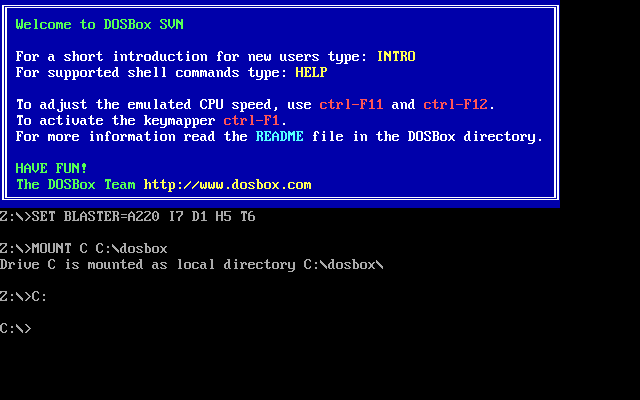 Welcome to DOSBox SVN
For a short introduction for new users type: INTRO
For supported shell commands type: HELP
To adjust the emulated CPU speed, use ctrl-F11 and ctrl-F12.
To activate the keymapper ctrl-F1.
For more information read the README file in the DOSBox directory.
HAVE FUN!
The DOSBox Team http://www.dosbox.com
Z:\>SET BLASTER=A220 I7 D1 H5 T6
Z:\>MOUNT C C:\dosbox
Drive C is mounted as local directory C:\dosbox\
Z:\>C:
C:\>